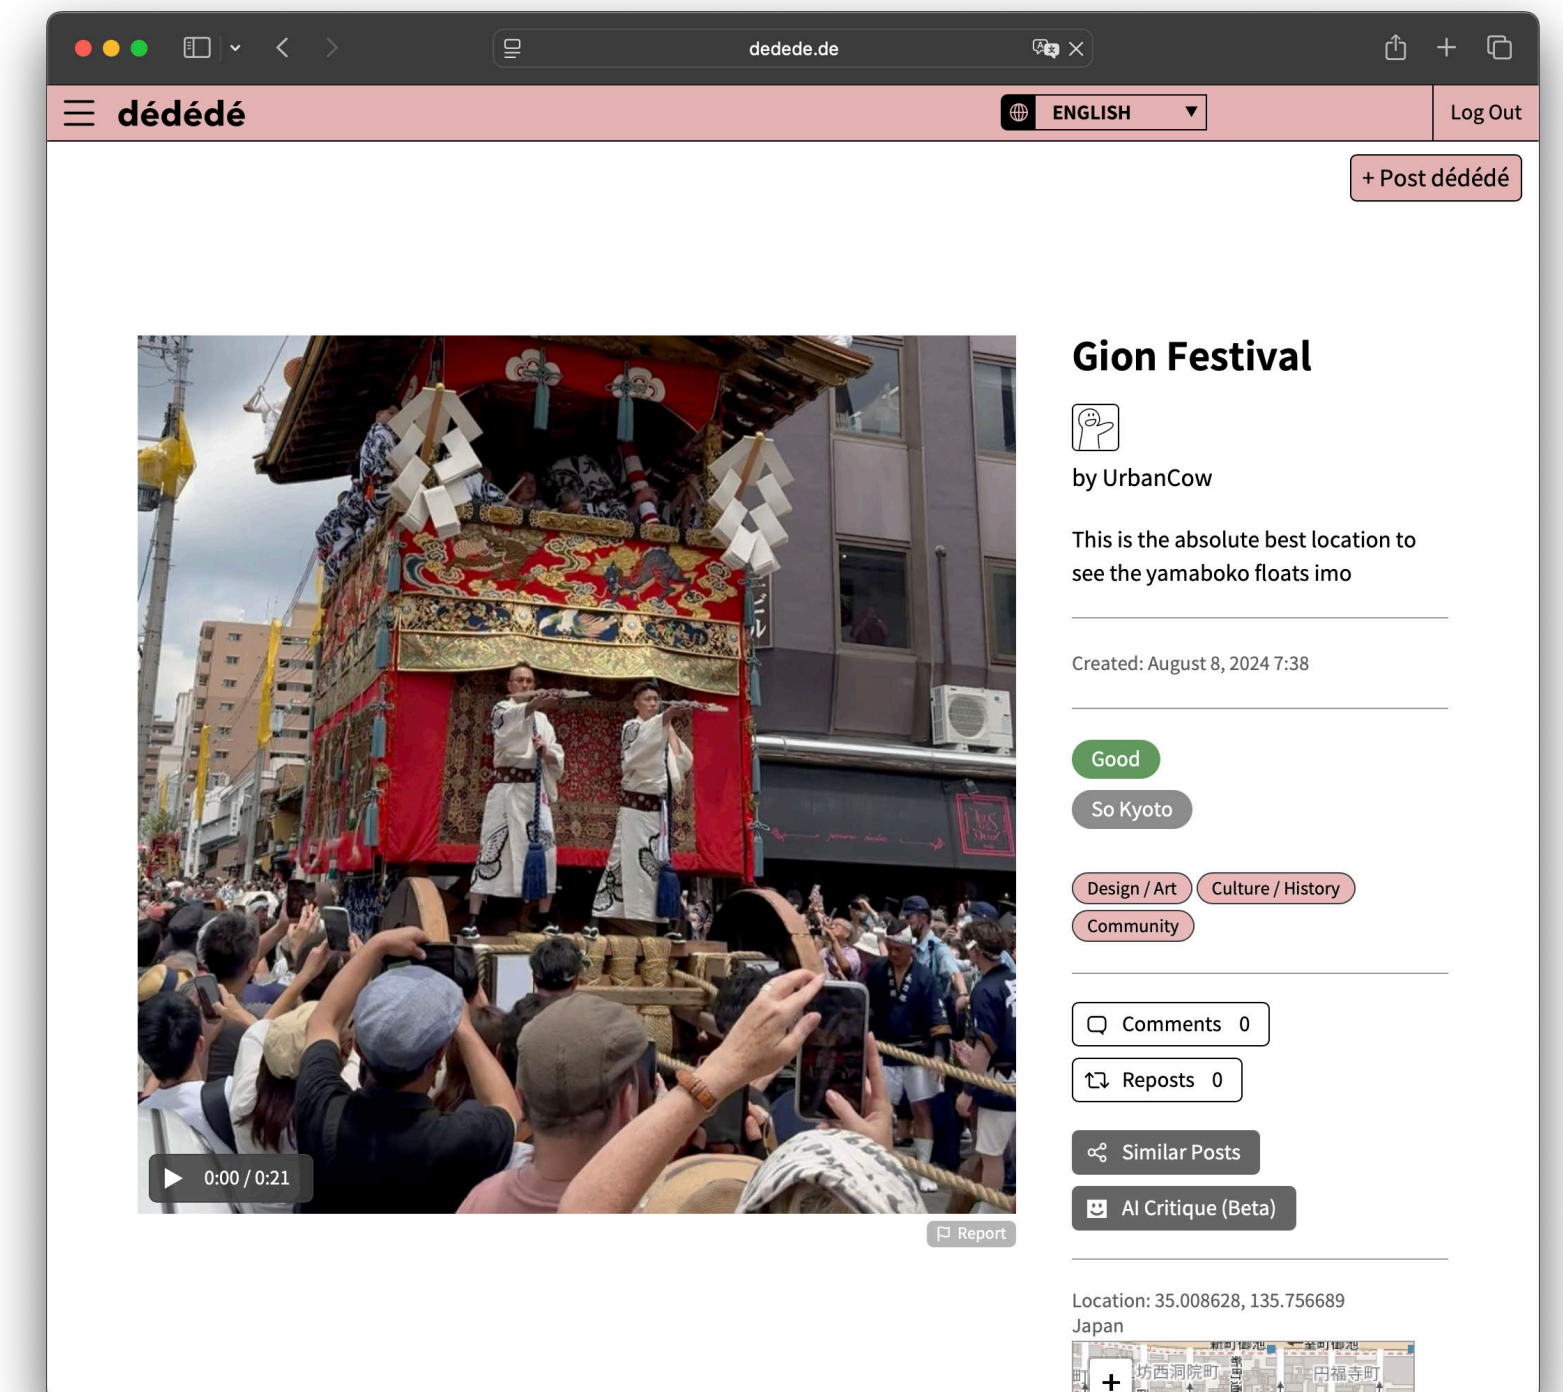 dedede.de
dédédé
ENGLISH
Log Out
+ Post dédédé
Gion Festival
by UrbanCow
This is the absolute best location to
see the yamaboko floats imo
Created: August 8, 2024 7:38
Good
So Kyoto
Design / Art
Culture / History
Community
Comments 0
Reposts 0
Similar Posts
AI Critique (Beta)
ビル
0:00 / 0:21
Report
Location: 35.008628, 135.756689
Japan
坊西洞院町
円福寺町
+